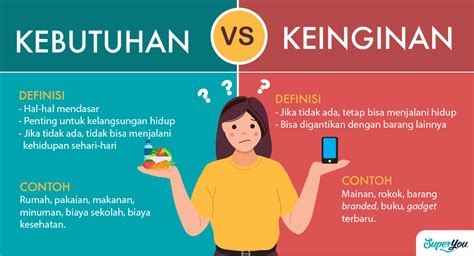 KEBUTUHAN
VS
KEINGINAN
DEFINISI
- Hal-hal mendasar
- Penting untuk kelangsungan hidup
- Jika tidak ada, tidak bisa menjalani
kehidupan sehari-hari
CONTOH
Rumah, pakaian, makanan,
minuman, biaya sekolah, biaya
kesehatan.
? ? ?
DEFINISI
- Jika tidak ada, tetap bisa menjalani hidup
- Bisa digantikan dengan barang lainnya
CONTOH
Mainan, rokok, barang
branded, buku, gadget
terbaru.
SuperYou.